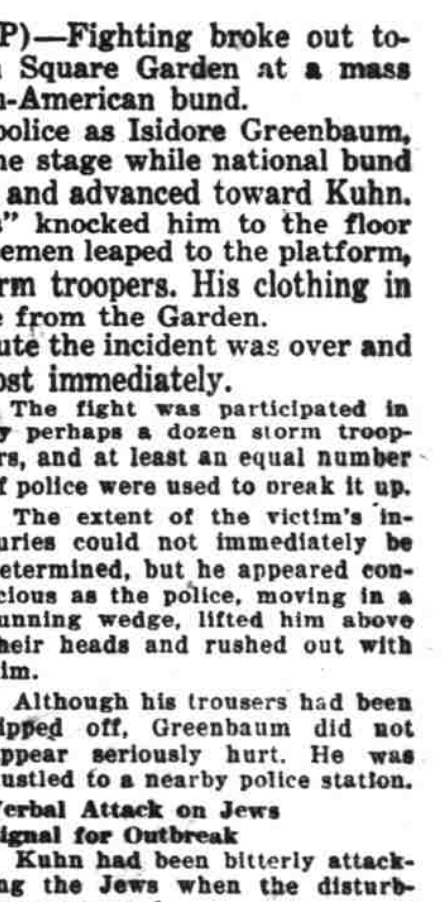 P)—Fighting broke out to-
Square Garden at a mass
-American bund.
police as Isidore Greenbaum,
he stage while national bund
and advanced toward Kuhn.
s" knocked him to the floor
emen leaped to the platform,
rm troopers. His clothing in
e from the Garden.
ute the incident was over and
ost immediately.
The fight was participated in
y perhaps a dozen storm troop-
rs, and at least an equal number
f police were used to break it up.
The extent of the victim's in-
uries could not immediately be
etermined, but he appeared con-
cious as the police, moving in a
unning wedge, lifted him above
heir heads and rushed out with
im.
Although his trousers had been
ipped off, Greenbaum did not
ppear seriously hurt. He was
ustled to a nearby police station.
erbal Attack on Jews
ignal for Outbreak
Kuhn had been bitterly attack-
ng the Jews when the disturb-